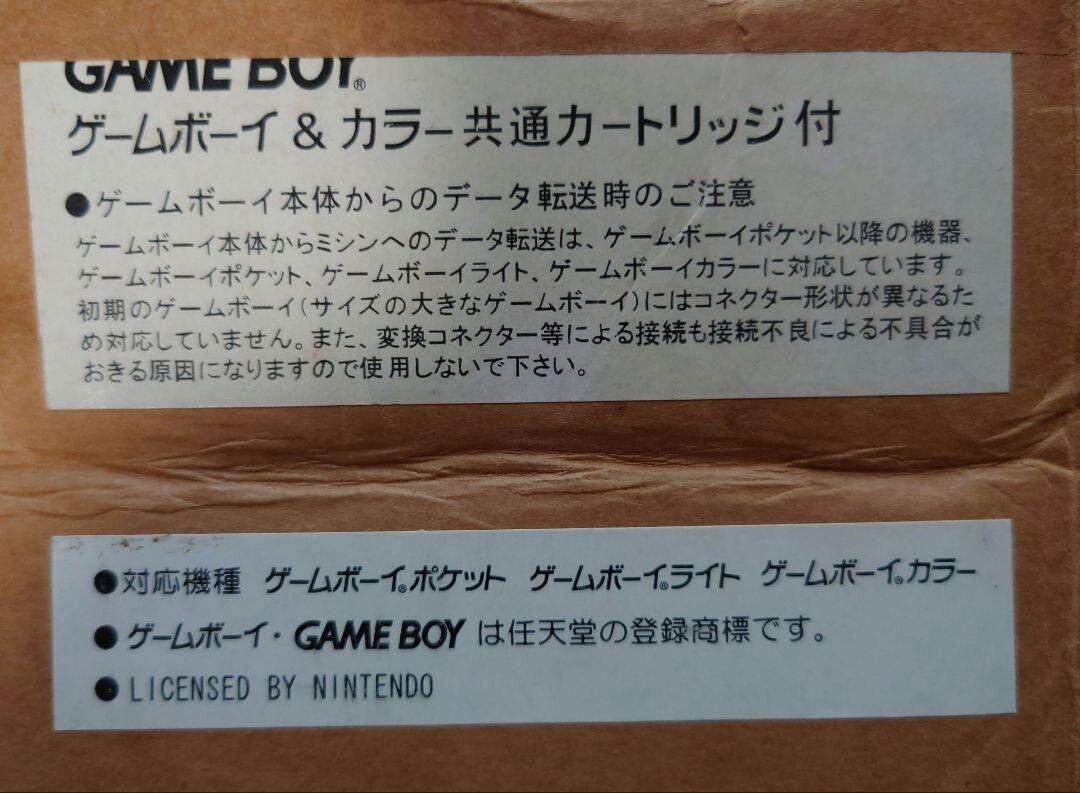 GAME BOY®
ゲームボーイ & カラー共通カートリッジ付
●ゲームボーイ本体からのデータ転送時のご注意
ゲームボーイ本体からミシンへのデータ転送は、ゲームボーイポケット以降の機器、
ゲームボーイポケット、ゲームボーイライト、ゲームボーイカラーに対応しています。
初期のゲームボーイ(サイズの大きなゲームボーイ)にはコネクター形状が異なるた
め対応していません。また、変換コネクター等による接続も接続不良による不具合が
おきる原因になりますので使用しないで下さい。
●対応機種 ゲームボーイ®ポケット ゲームボーイ®ライト ゲームボーイ®カラー
●ゲームボーイ・GAME BOY は任天堂の登録商標です。
●LICENSED BY NINTENDO